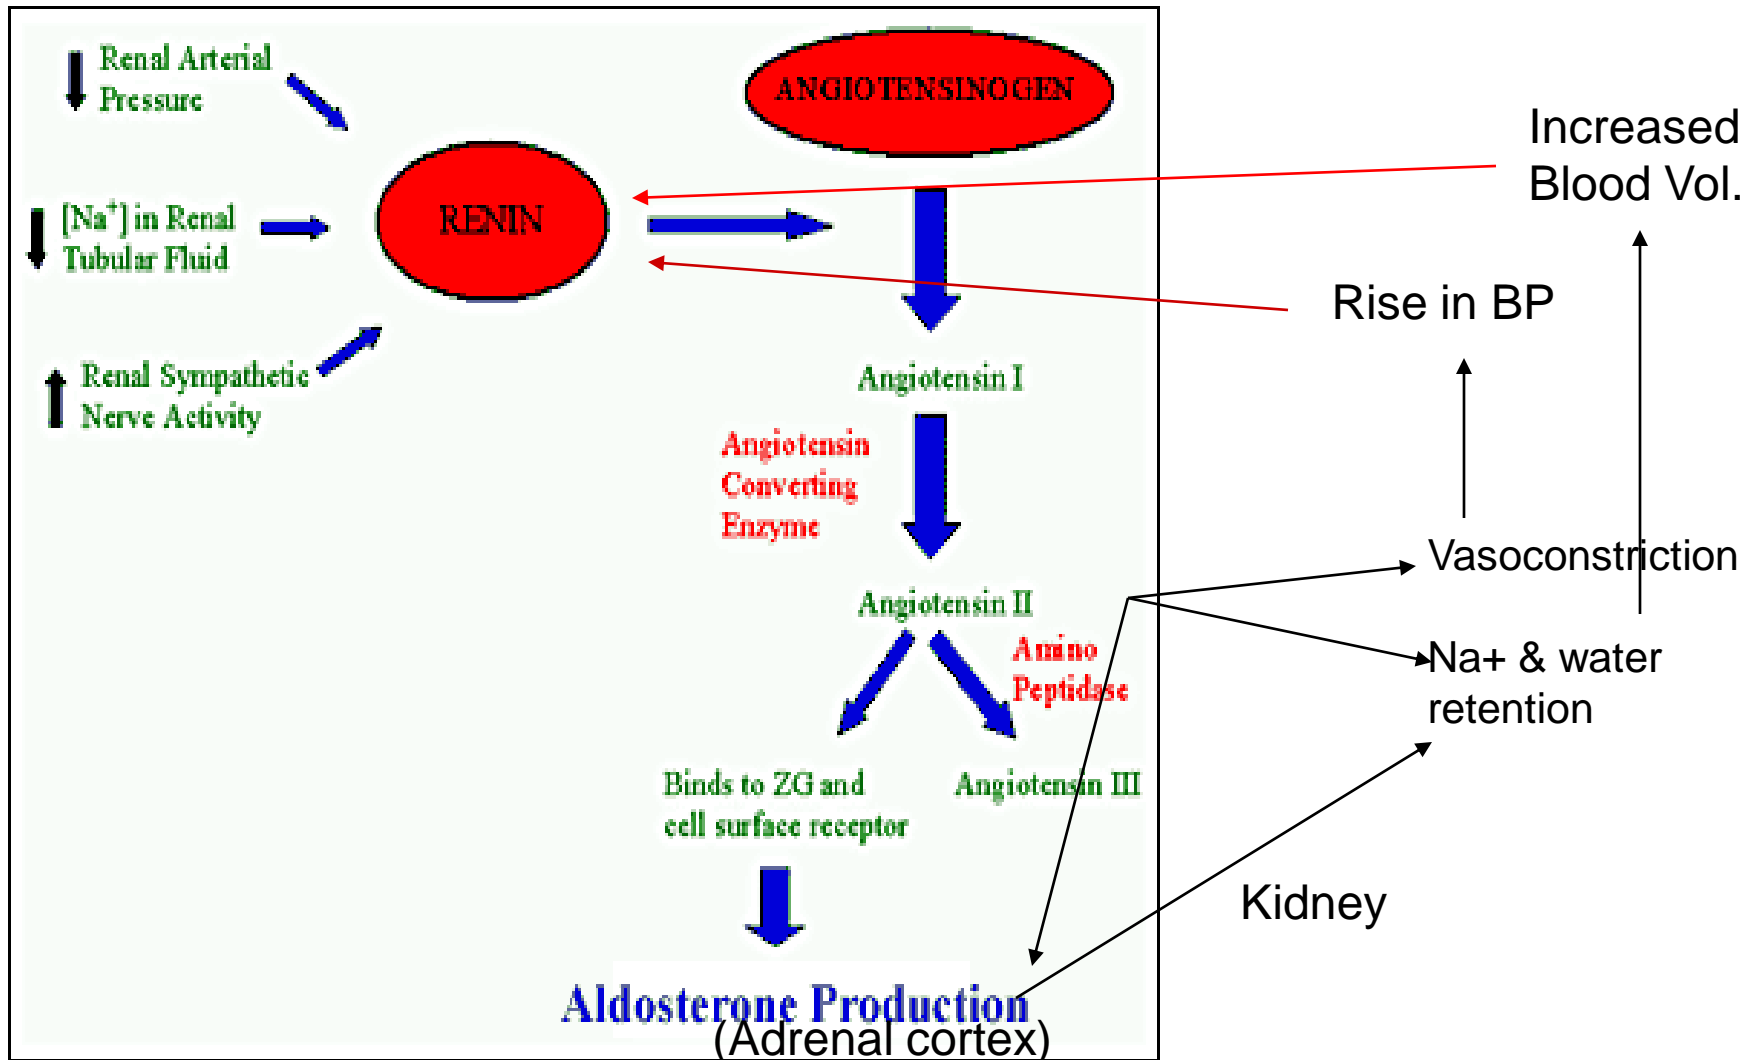 Renal Arterial
Pressure
ANGIOTENSINOGEN
Increased
Blood Vol.
[Na+] in Renal
Tubular Fluid
RENIN
Rise in BP
Renal Sympathetic
Nerve Activity
Angiotensin I
Angiotensin
Converting
Enzyme
Vasoconstriction
Angiotensin II
Amino
Peptidase
Na+ & water
retention
Binds to ZG and
cell surface receptor
Angiotensin III
Kidney
Aldosterone Production
(Adrenal cortex)